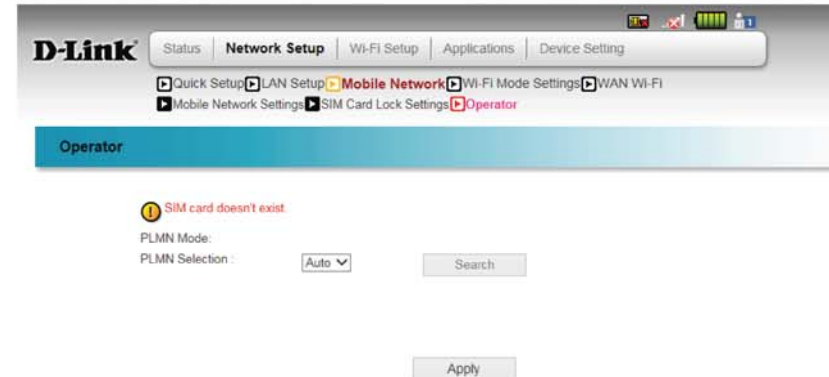 D-Link
Status Network Setup Wi-Fi Setup Applications Device Setting
Quick Setup LAN Setup Mobile Network Wi-Fi Mode Settings WAN Wi-Fi
Mobile Network Settings SIM Card Lock Settings Operator
Operator
SIM card doesn't exist.
PLMN Mode:
PLMN Selection : Auto Search
Apply